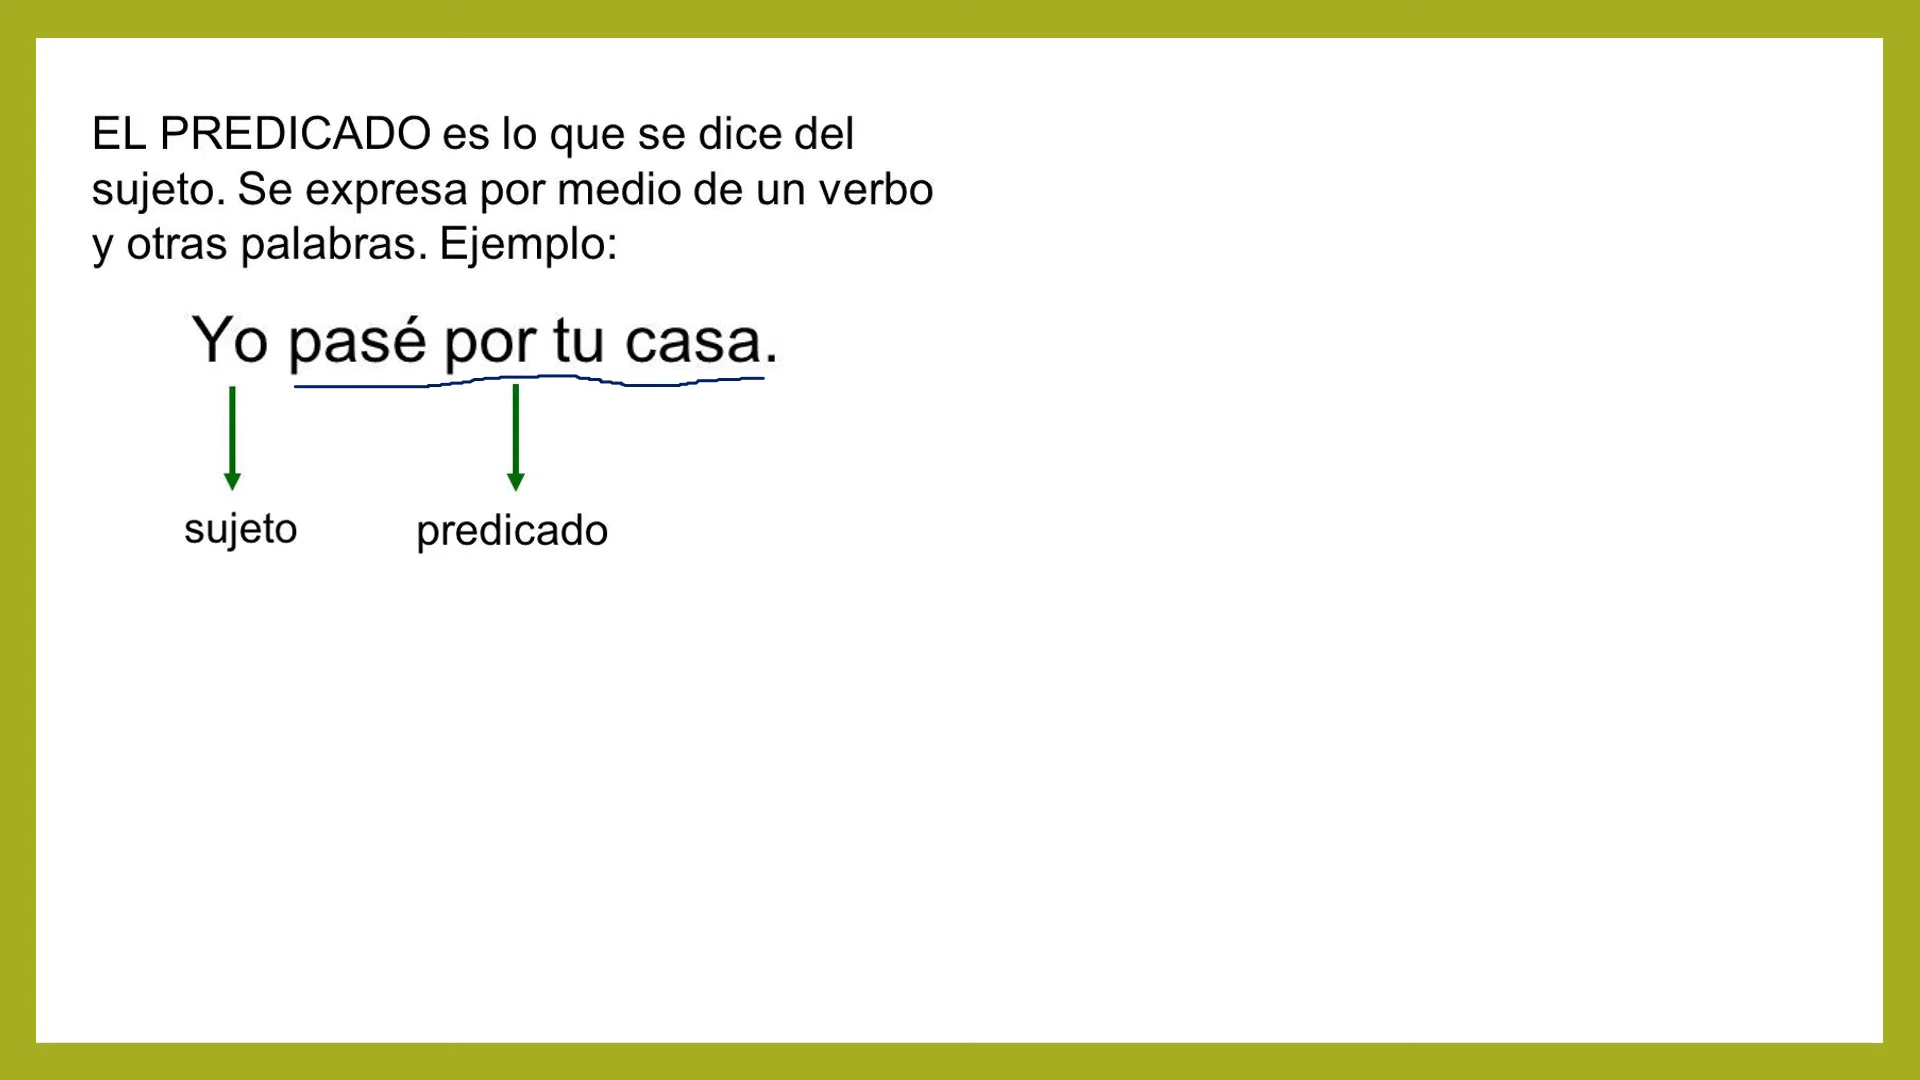 EL PREDICADO es lo que se dice del
sujeto. Se expresa por medio de un verbo
y otras palabras. Ejemplo:
Yo pasé por tu casa.
sujeto predicado